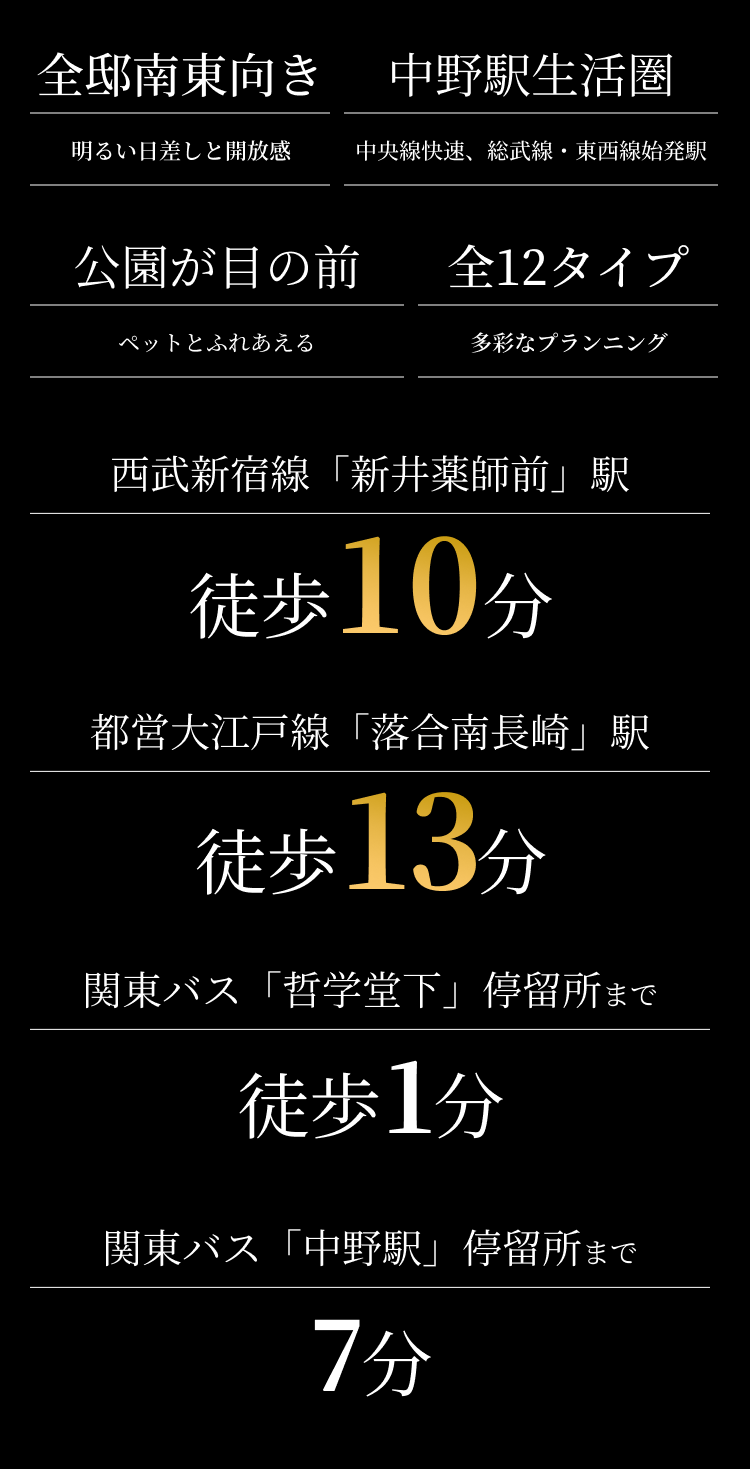 全邸南東向き
明るい日差しと開放感
中野駅生活圏
中央線快速、総武線・東西線始発駅
公園が目の前
ペットとふれあえる
全12タイプ
多彩なプランニング
西武新宿線「新井薬師前」駅
徒歩10分
都営大江戸線「落合南長崎」駅
徒歩13分
関東バス「哲学堂下」停留所まで
徒歩1分
関東バス「中野駅」停留所まで
7分